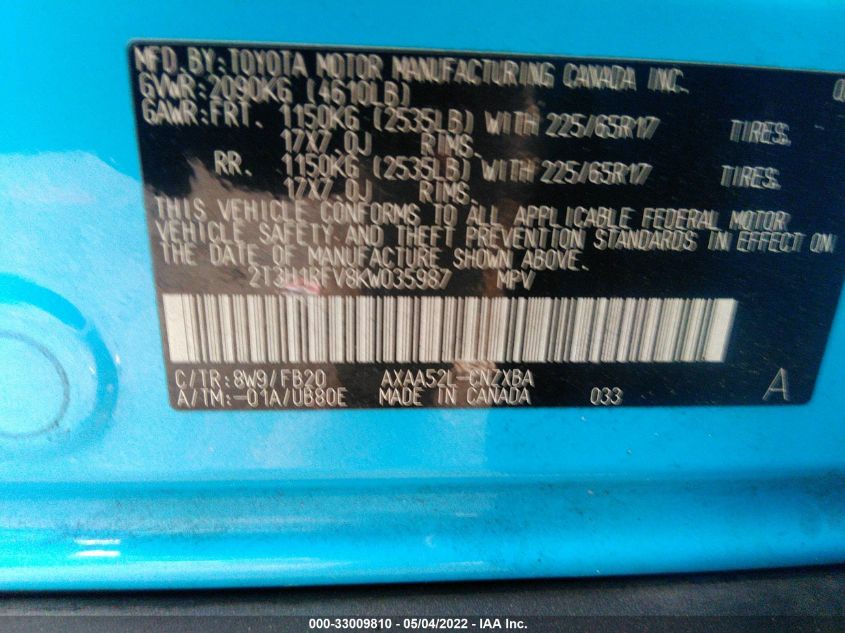 MFD. BY: TOYOTA MOTOR MANUFACTURING CANADA INC.
GVWR: 2090KG (4610LB)
GAWR: FRT. 1150KG (2535LB) WITH 225/65R17 TIRES.
17X7.0J RIMS.
RR. 1150KG (2535LB) WITH 225/65R17 TIRES.
17X7.0J RIMS.
THIS VEHICLE CONFORMS TO ALL APPLICABLE FEDERAL MOTOR
VEHICLE SAFETY AND THEFT PREVENTION STANDARDS IN EFFECT ON
THE DATE OF MANUFACTURE SHOWN ABOVE.
2T3H1RFV8KW035987 MPV
C/TR: 8W9/FB20 AXAA52L-CNZXBA
A/TM: -01A/UB80E MADE IN CANADA 033 A
000-33009810 - 05/04/2022 - IAA Inc.